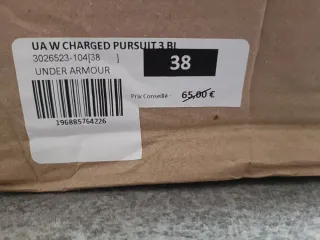 UA W CHARGED PURSUIT 3 BL
3026523-104[38 ]
38
UNDER ARMOUR
Prix Conseillé : 65,00 €
196885764226